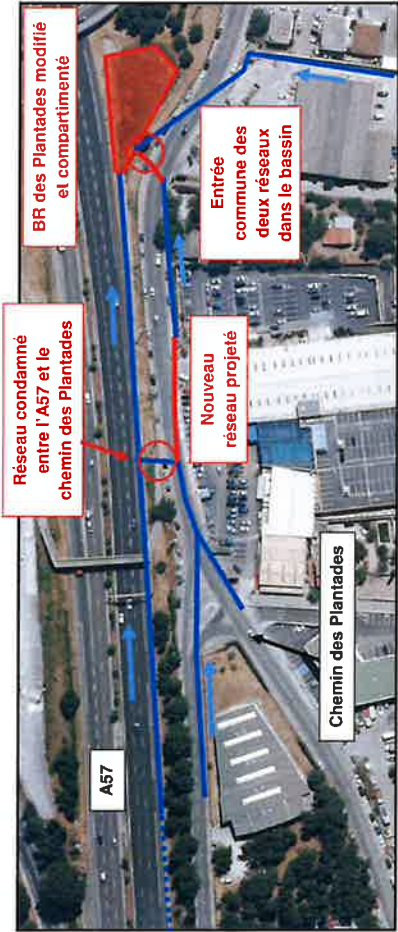 BR des Plantades modifié
et compartimenté
Réseau condamné
entre l'A57 et le
chemin des Plantades
A57
Entrée
commune des
deux réseaux
dans le bassin
Nouveau
réseau projeté
Chemin des Plantades